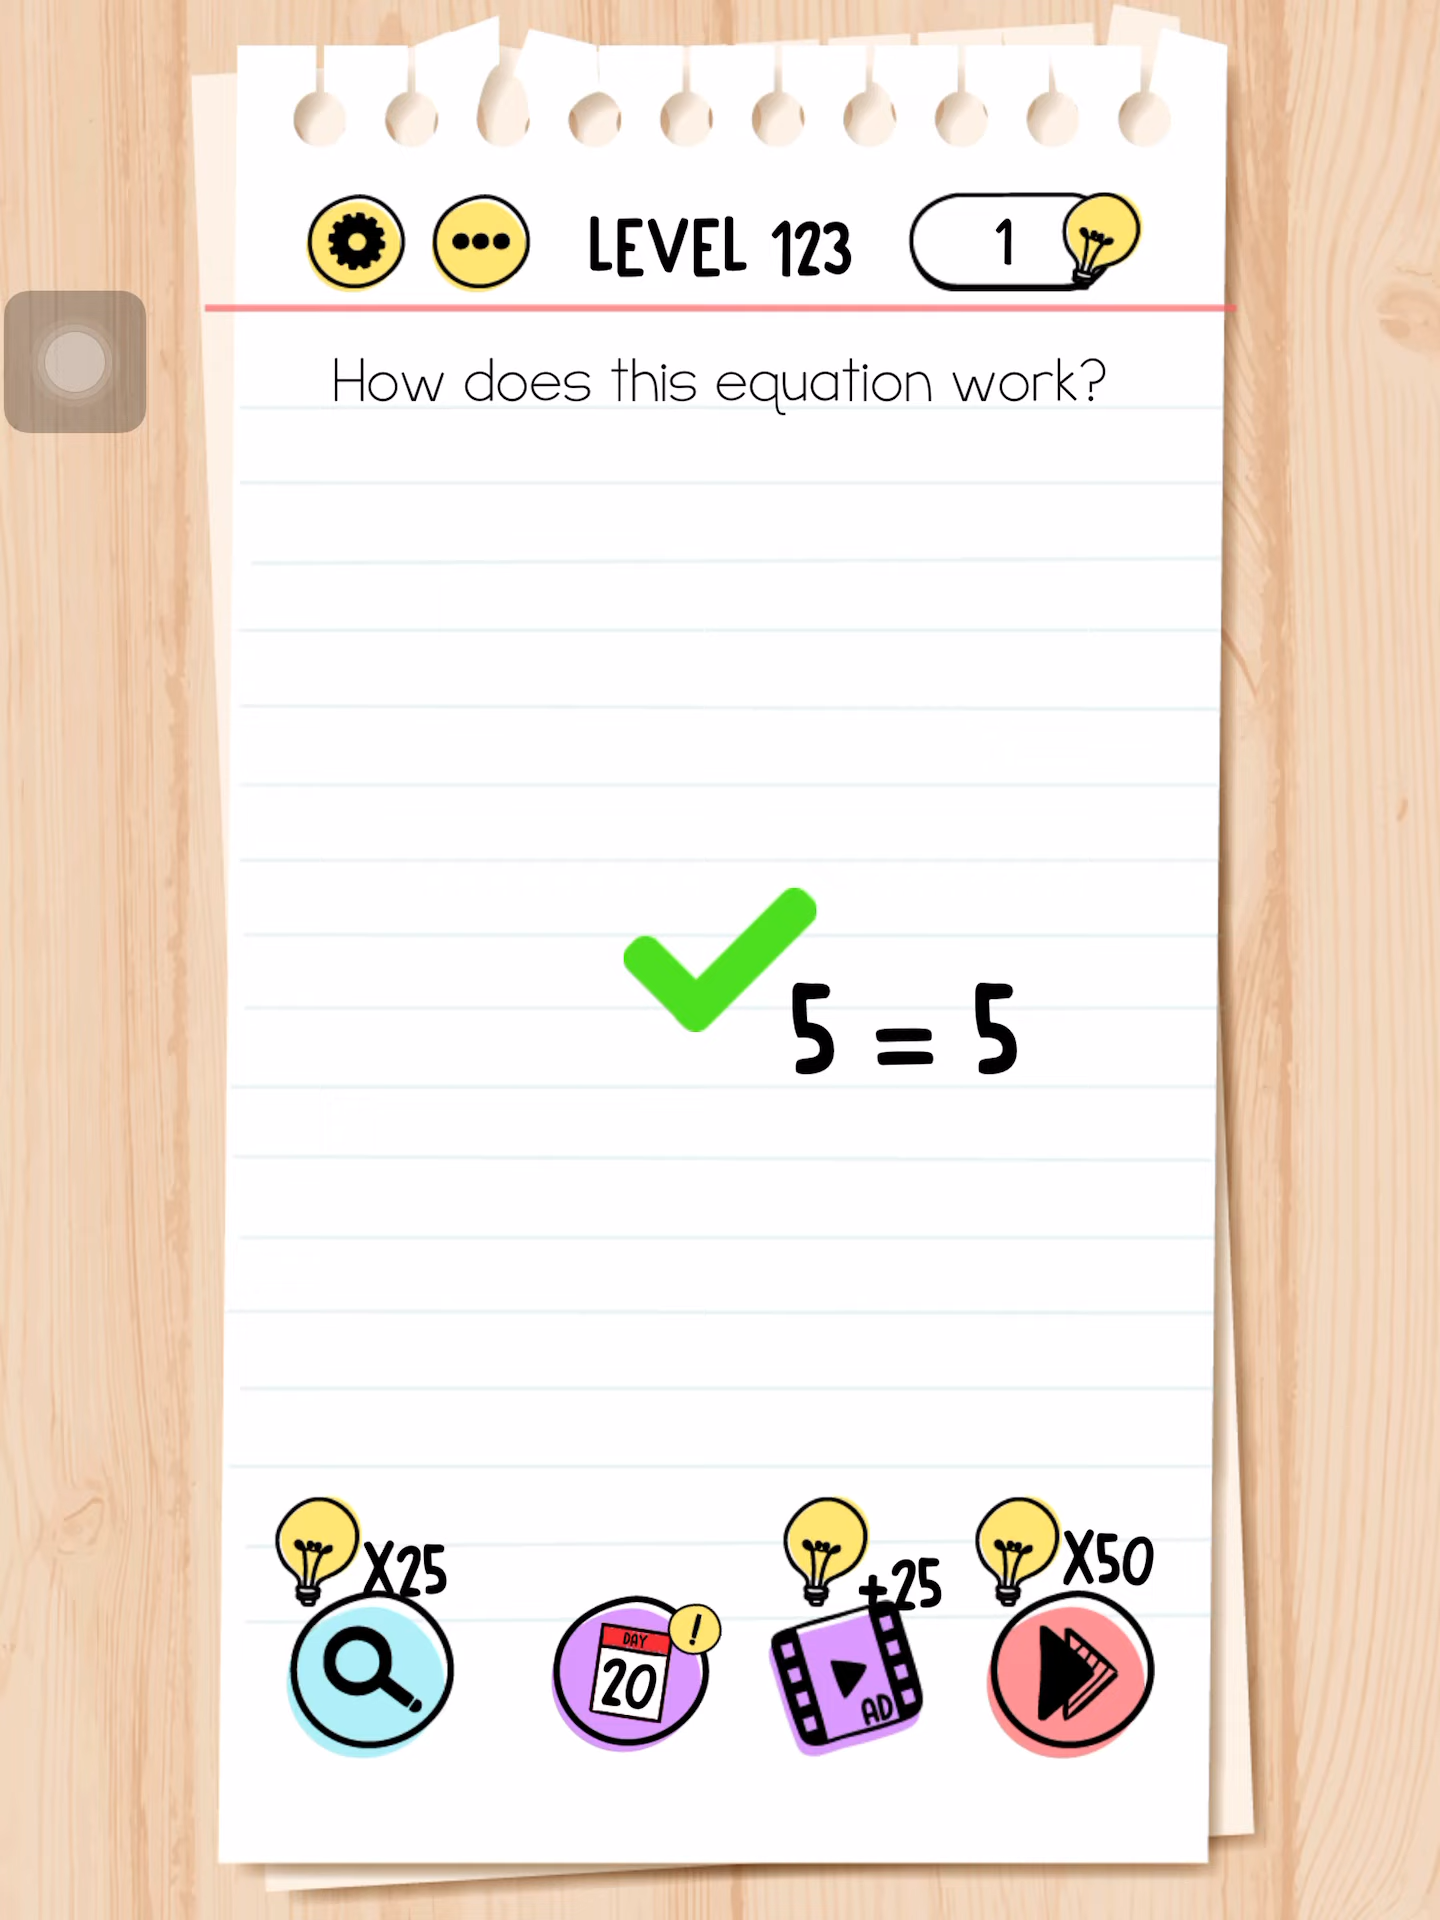 LEVEL 123
1
How does this equation work?
5 = 5
X25
+25
X50
DAY
20
!
AD